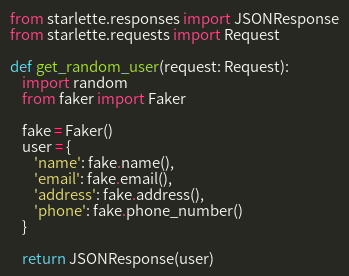 from starlette.responses import JSONResponse
from starlette.requests import Request

def get_random_user(request: Request):
    import random
    from faker import Faker

    fake = Faker()
    user = {
        'name': fake.name(),
        'email': fake.email(),
        'address': fake.address(),
        'phone': fake.phone_number()
    }

    return JSONResponse(user)